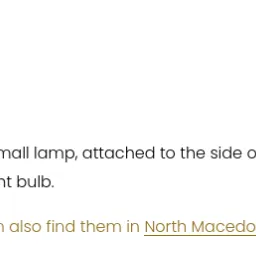 mall lamp, attached to the side o
nt bulb.
n also find them in North Macedo